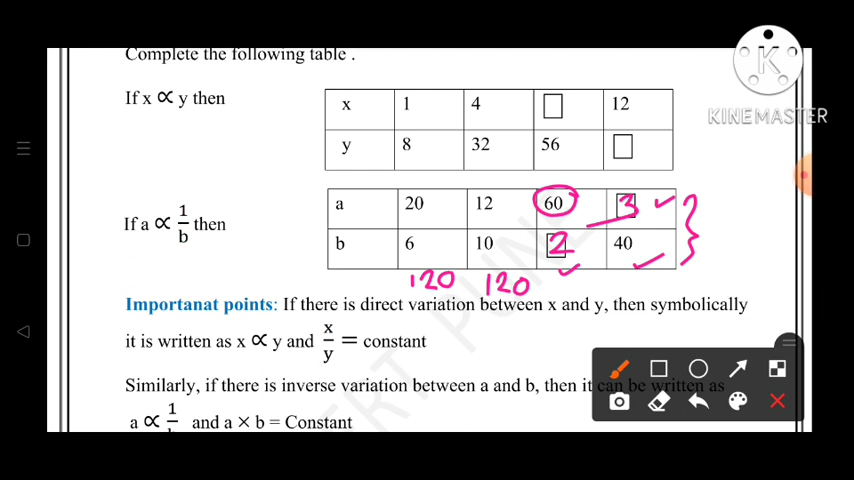 Complete the following table .
If x ∝ y then
x 1 4 12
y 8 32 56
If a ∝ 1/b then
a 20 12 60 3
b 6 10 2 40
120 120
Importanat points: If there is direct variation between x and y, then symbolically
it is written as x ∝ y and x/y = constant
Similarly, if there is inverse variation between a and b, then it can be written as
a ∝ 1/b and a × b = Constant
K
KINEMASTER